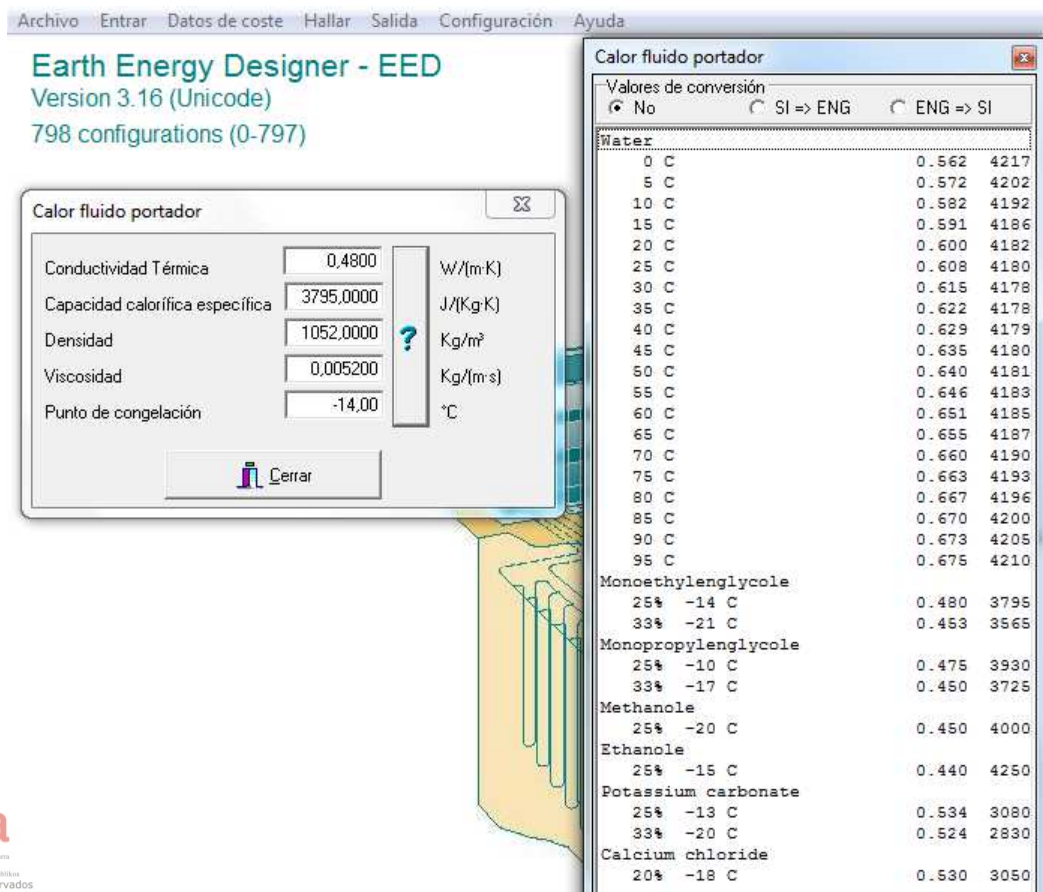 Archivo Entrar Datos de coste Hallar Salida Configuración Ayuda
Earth Energy Designer - EED
Version 3.16 (Unicode)
798 configurations (0-797)
Calor fluido portador
Conductividad Térmica 0,4800 W/(m·K)
Capacidad calorífica específica 3795,0000 J/(Kg·K)
Densidad 1052,0000 Kg/m³
Viscosidad 0,005200 Kg/(m·s)
Punto de congelación -14,00 °C
?
Cerrar
Calor fluido portador
Valores de conversión
No SI => ENG ENG => SI
Water
0 C 0.562 4217
5 C 0.572 4202
10 C 0.582 4192
15 C 0.591 4186
20 C 0.600 4182
25 C 0.608 4180
30 C 0.615 4178
35 C 0.622 4178
40 C 0.629 4179
45 C 0.635 4180
50 C 0.640 4181
55 C 0.646 4183
60 C 0.651 4185
65 C 0.655 4187
70 C 0.660 4190
75 C 0.663 4193
80 C 0.667 4196
85 C 0.670 4200
90 C 0.673 4205
95 C 0.675 4210
Monoethylenglycole
25% -14 C 0.480 3795
33% -21 C 0.453 3565
Monopropylenglycole
25% -10 C 0.475 3930
33% -17 C 0.450 3725
Methanole
25% -20 C 0.450 4000
Ethanole
25% -15 C 0.440 4250
Potassium carbonate
25% -13 C 0.534 3080
33% -20 C 0.524 2830
Calcium chloride
20% -18 C 0.530 3050
a
rvados